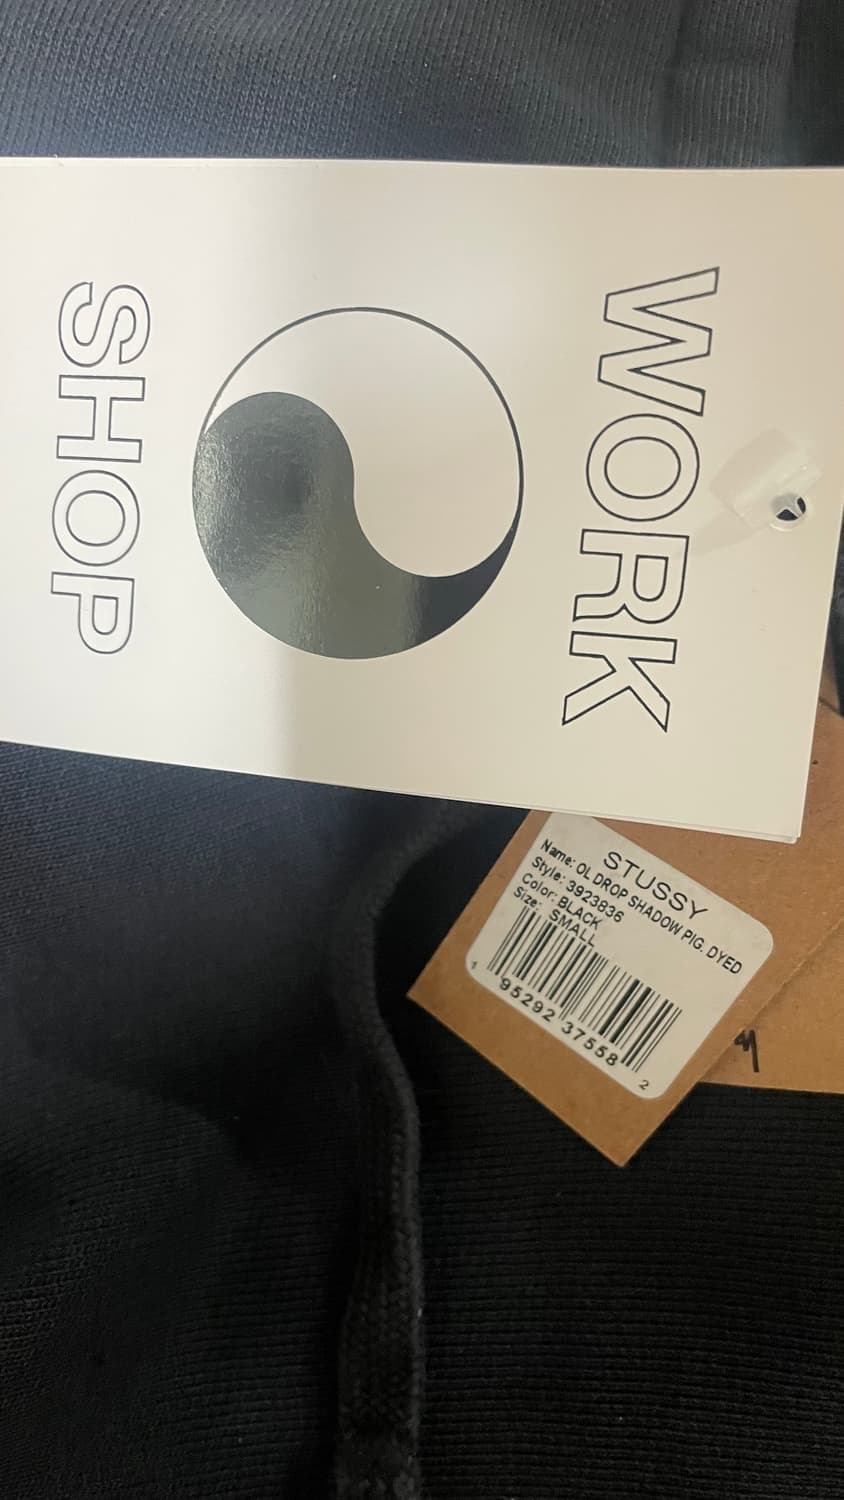 WORK
SHOP
STUSSY
Name: OL DROP SHADOW PIG. DYED
Style: 3923836
Color: BLACK
Size: SMALL
1 95292 37558 2